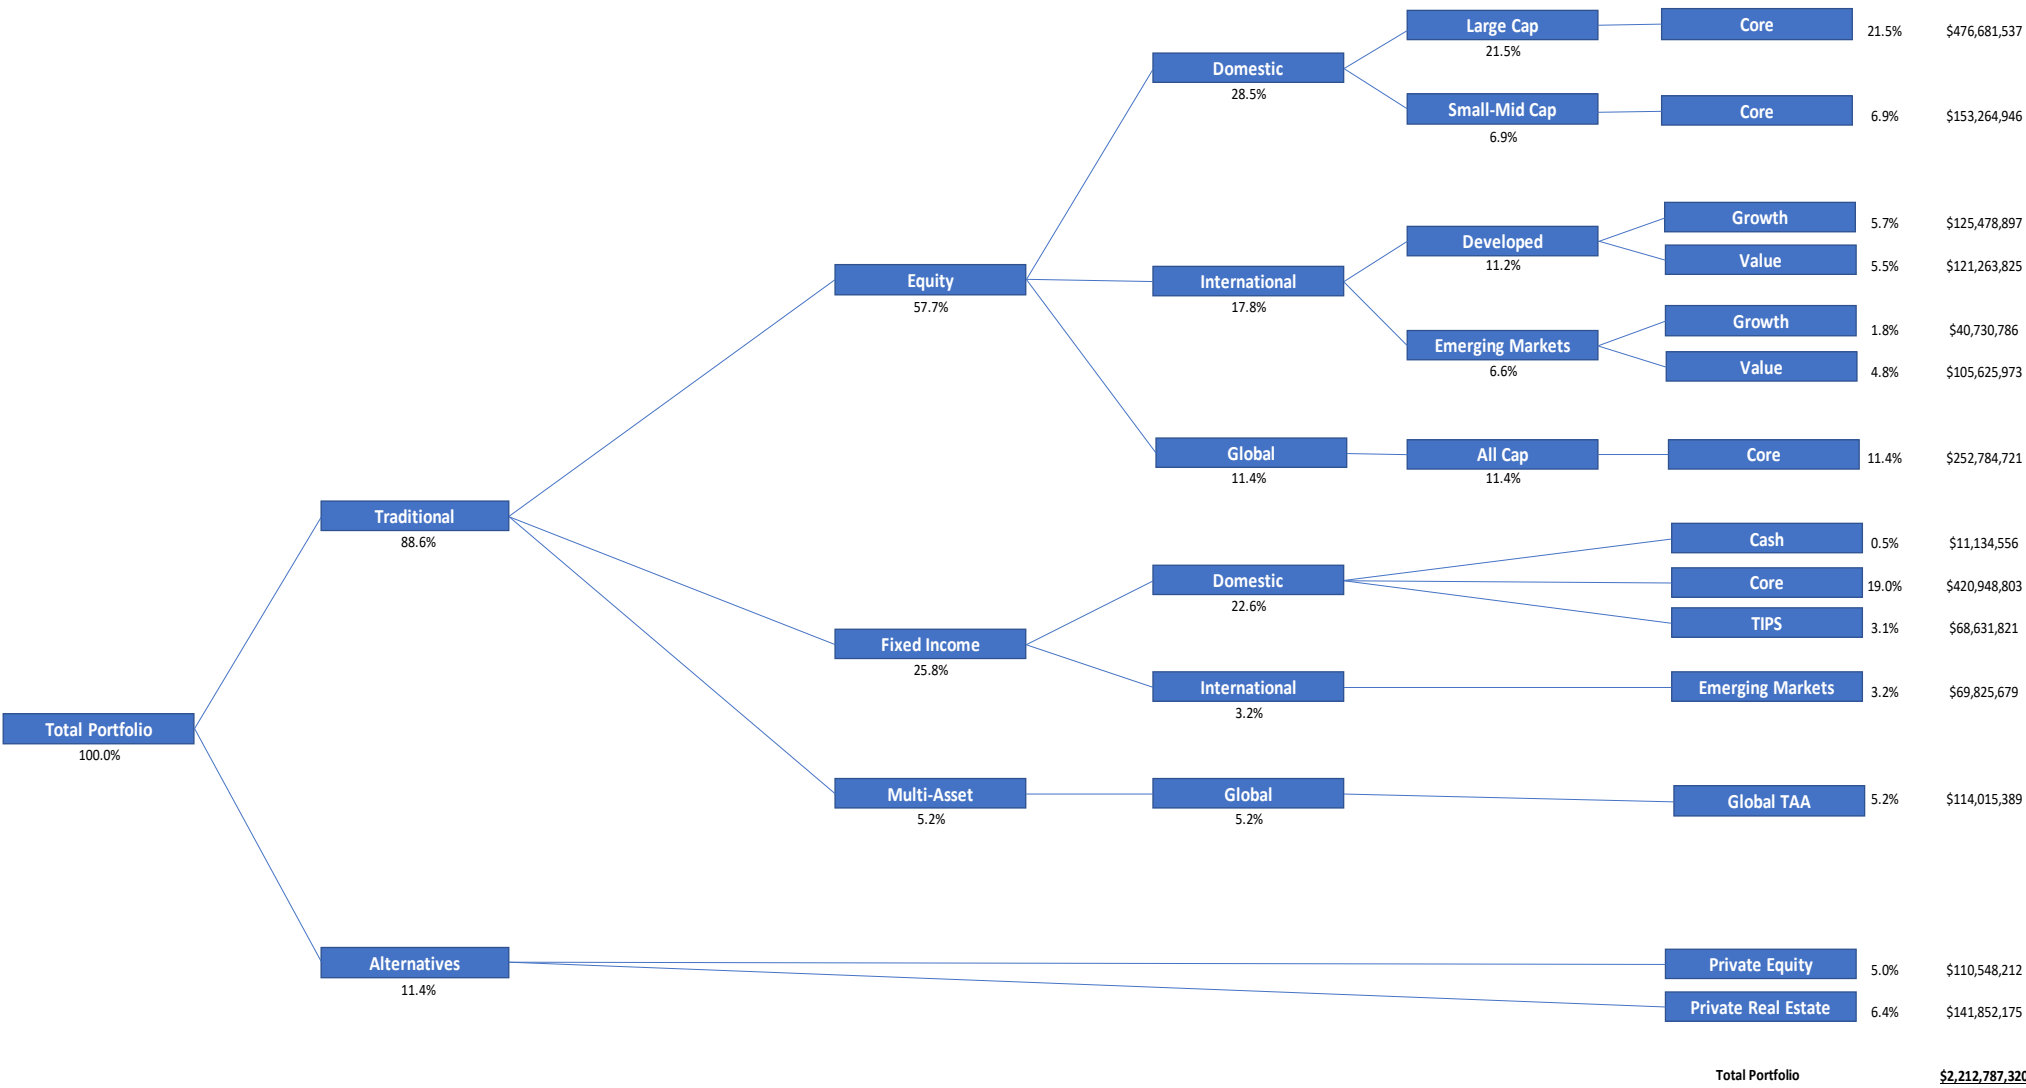 Large Cap
21.5%
Core
21.5%
$476,681,537
Domestic
28.5%
Small-Mid Cap
6.9%
Core
6.9%
$153,264,946
Growth
5.7%
$125,478,897
Developed
11.2%
Value
5.5%
$121,263,825
Equity
57.7%
International
17.8%
Growth
1.8%
$40,730,786
Emerging Markets
6.6%
Value
4.8%
$105,625,973
Global
11.4%
All Cap
11.4%
Core
11.4%
$252,784,721
Traditional
88.6%
Cash
0.5%
$11,134,556
Domestic
22.6%
Core
19.0%
$420,948,803
TIPS
3.1%
$68,631,821
Fixed Income
25.8%
International
3.2%
Emerging Markets
3.2%
$69,825,679
Total Portfolio
100.0%
Multi-Asset
5.2%
Global
5.2%
Global TAA
5.2%
$114,015,389
Alternatives
11.4%
Private Equity
5.0%
$110,548,212
Private Real Estate
6.4%
$141,852,175
Total Portfolio
$2,212,787,320